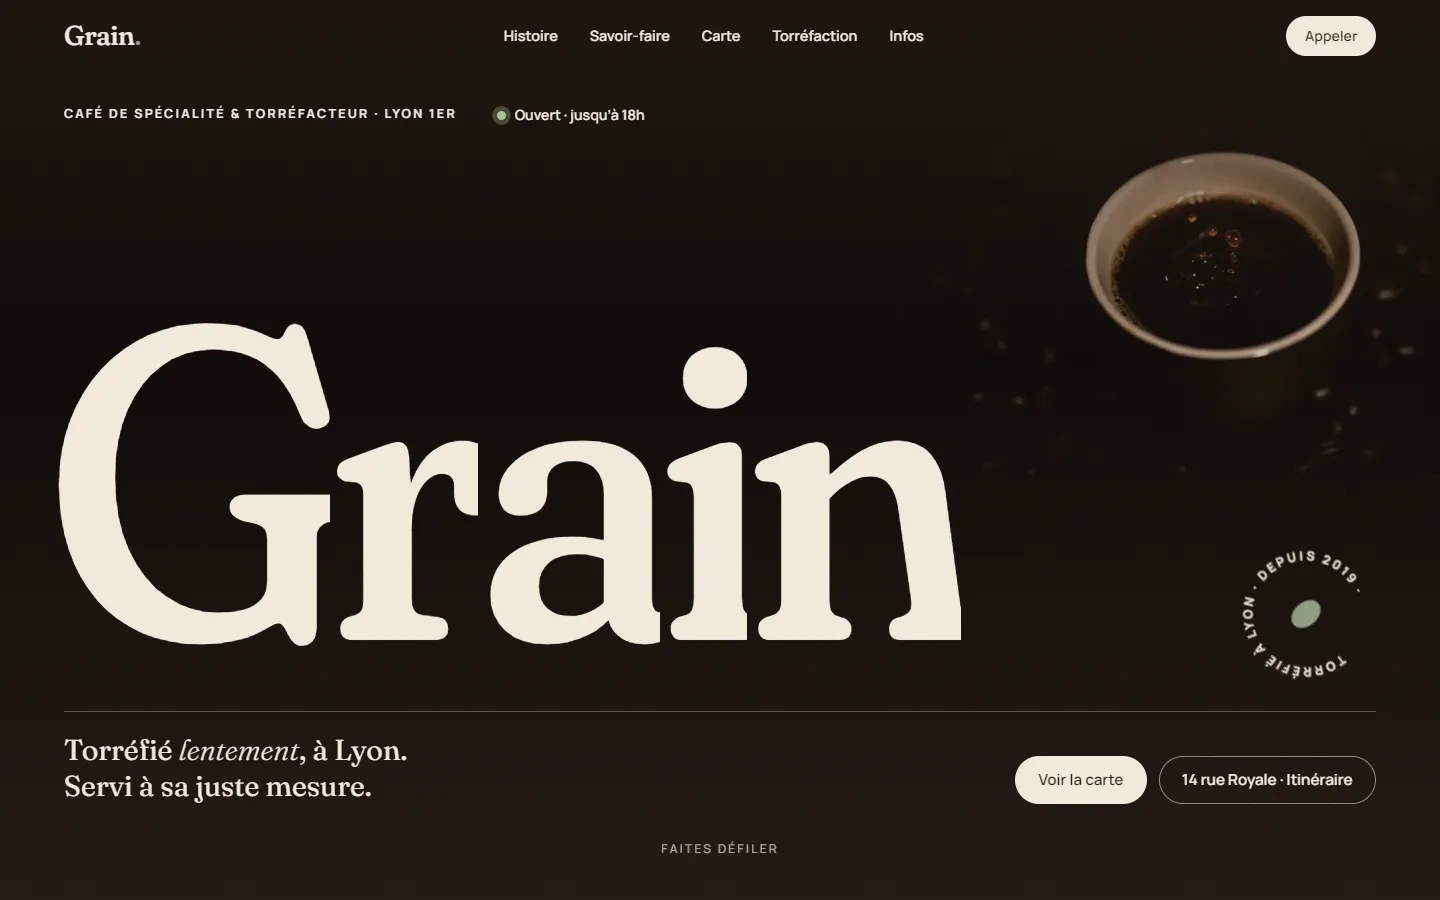 Grain.
Histoire
Savoir-faire
Carte
Torréfaction
Infos
Appeler
CAFÉ DE SPÉCIALITÉ & TORRÉFACTEUR · LYON 1ER
Ouvert · jusqu'à 18h
Grain
TORRÉFIÉ À LYON · DEPUIS 2019 ·
Torréfié lentement, à Lyon.
Servi à sa juste mesure.
Voir la carte
14 rue Royale · Itinéraire
FAITES DÉFILER